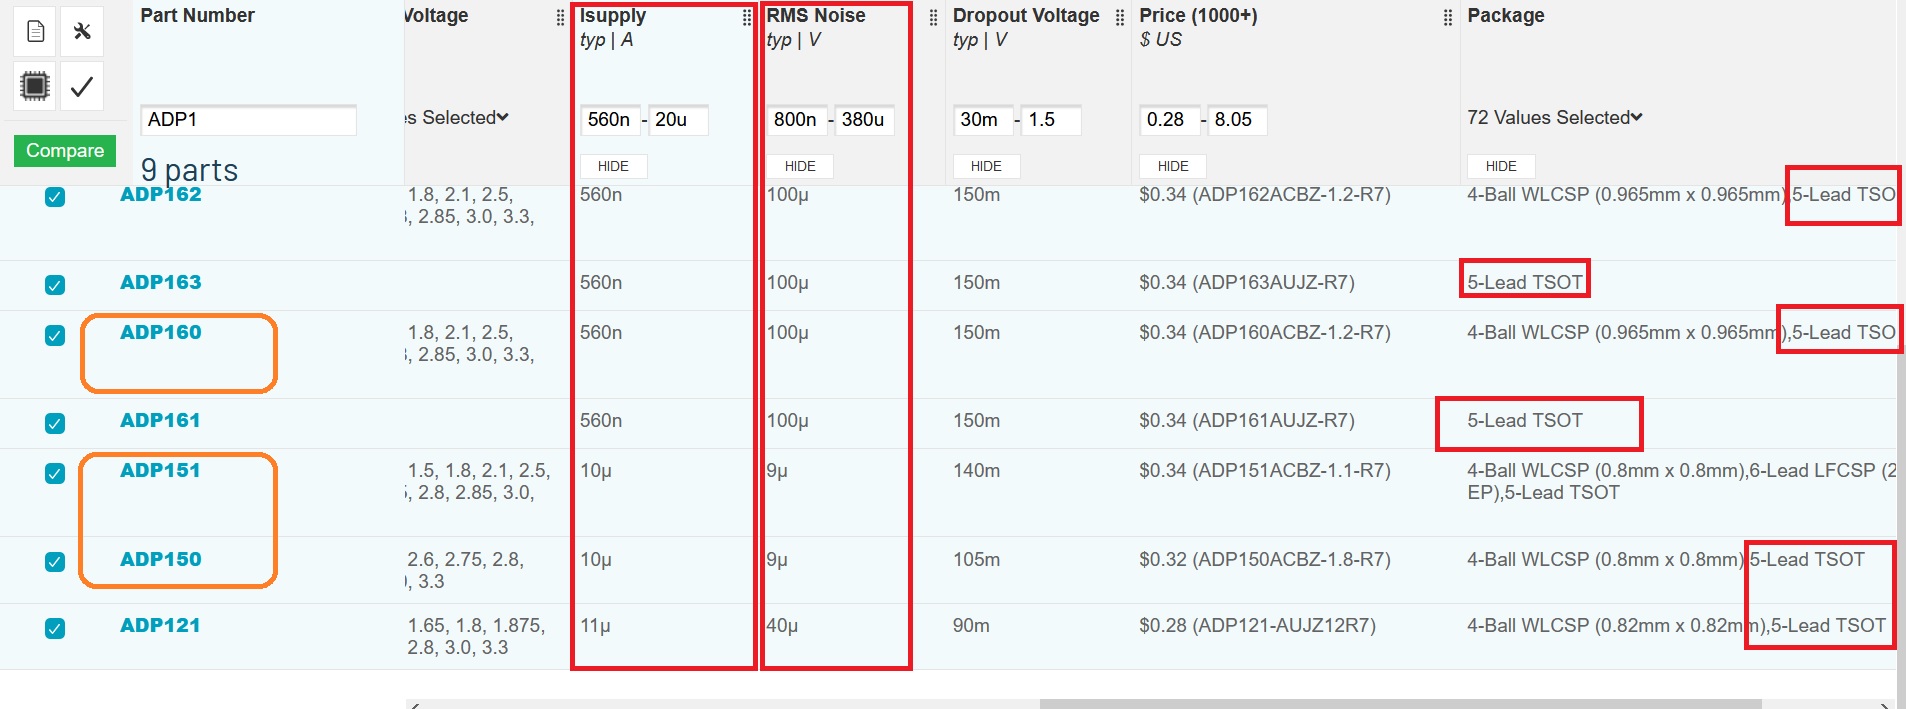 Part Number
Voltage
Isupply
RMS Noise
Dropout Voltage
Price (1000+)
Package
typ | A
typ | V
typ | V
$ US
ADP1
s Selected
560n - 20u
800n - 380u
30m - 1.5
0.28 - 8.05
72 Values Selected
Compare
9 parts
HIDE
HIDE
HIDE
HIDE
HIDE
ADP162
1.8, 2.1, 2.5,
, 2.85, 3.0, 3.3,
560n
100µ
150m
$0.34 (ADP162ACBZ-1.2-R7)
4-Ball WLCSP (0.965mm x 0.965mm),5-Lead TSO
ADP163
560n
100µ
150m
$0.34 (ADP163AUJZ-R7)
5-Lead TSOT
ADP160
1.8, 2.1, 2.5,
, 2.85, 3.0, 3.3,
560n
100µ
150m
$0.34 (ADP160ACBZ-1.2-R7)
4-Ball WLCSP (0.965mm x 0.965mm),5-Lead TSO
ADP161
560n
100µ
150m
$0.34 (ADP161AUJZ-R7)
5-Lead TSOT
ADP151
1.5, 1.8, 2.1, 2.5,
, 2.8, 2.85, 3.0,
10µ
9µ
140m
$0.34 (ADP151ACBZ-1.1-R7)
4-Ball WLCSP (0.8mm x 0.8mm),6-Lead LFCSP (2
EP),5-Lead TSOT
ADP150
2.6, 2.75, 2.8,
, 3.3
10µ
9µ
105m
$0.32 (ADP150ACBZ-1.8-R7)
4-Ball WLCSP (0.8mm x 0.8mm),5-Lead TSOT
ADP121
1.65, 1.8, 1.875,
2.8, 3.0, 3.3
11µ
40µ
90m
$0.28 (ADP121-AUJZ12R7)
4-Ball WLCSP (0.82mm x 0.82mm),5-Lead TSOT